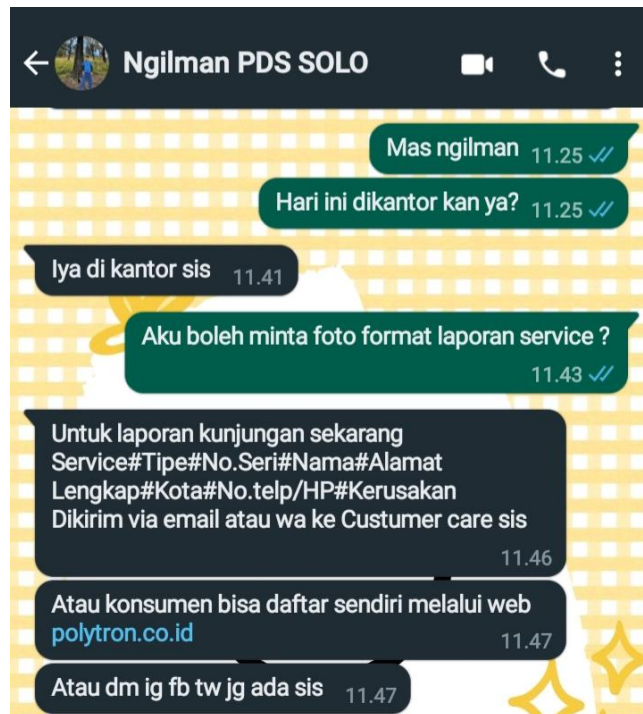 Ngilman PDS SOLO
Mas ngilman 11.25
Hari ini dikantor kan ya? 11.25
Iya di kantor sis 11.41
Aku boleh minta foto format laporan service ?
11.43
Untuk laporan kunjungan sekarang
Service#Tipe#No.Seri#Nama#Alamat
Lengkap#Kota#No.telp/HP#Kerusakan
Dikirim via email atau wa ke Custumer care sis
11.46
Atau konsumen bisa daftar sendiri melalui web
polytron.co.id 11.47
Atau dm ig fb tw jg ada sis 11.47